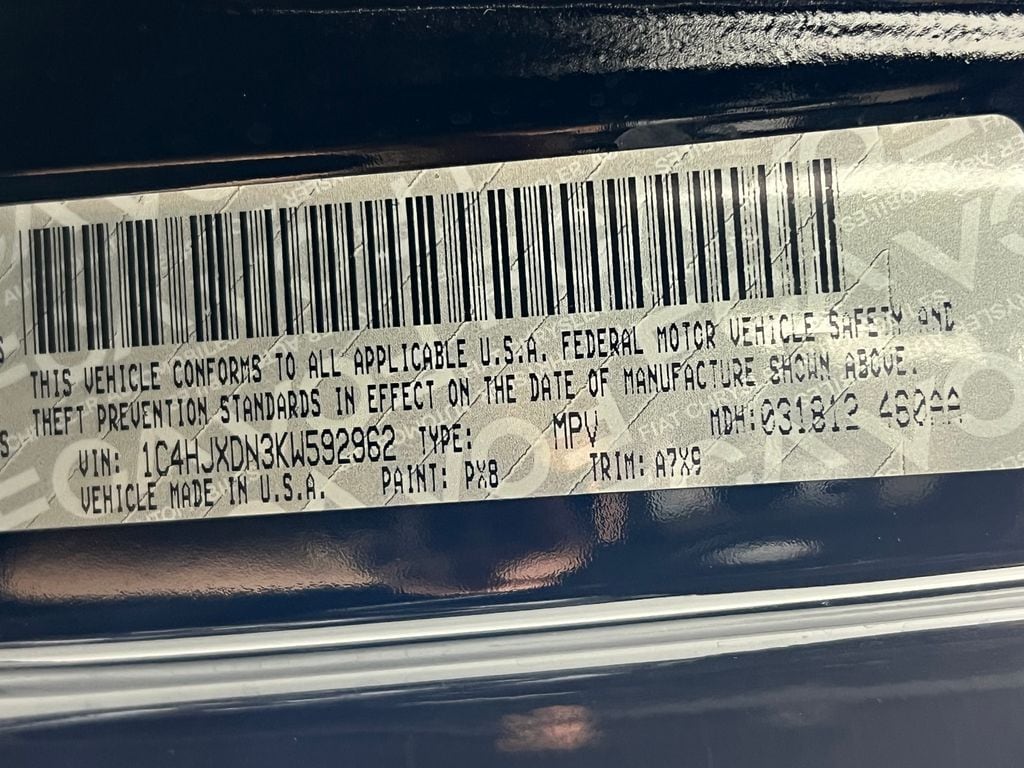 THIS VEHICLE CONFORMS TO ALL APPLICABLE U.S.A. FEDERAL MOTOR VEHICLE SAFETY AND
THEFT PREVENTION STANDARDS IN EFFECT ON THE DATE OF MANUFACTURE SHOWN ABOVE.
VIN: 1C4HJXDN3KW592962 TYPE: MPV MDH:031812 460AA
VEHICLE MADE IN U.S.A. PAINT: PX8 TRIM: A7X9